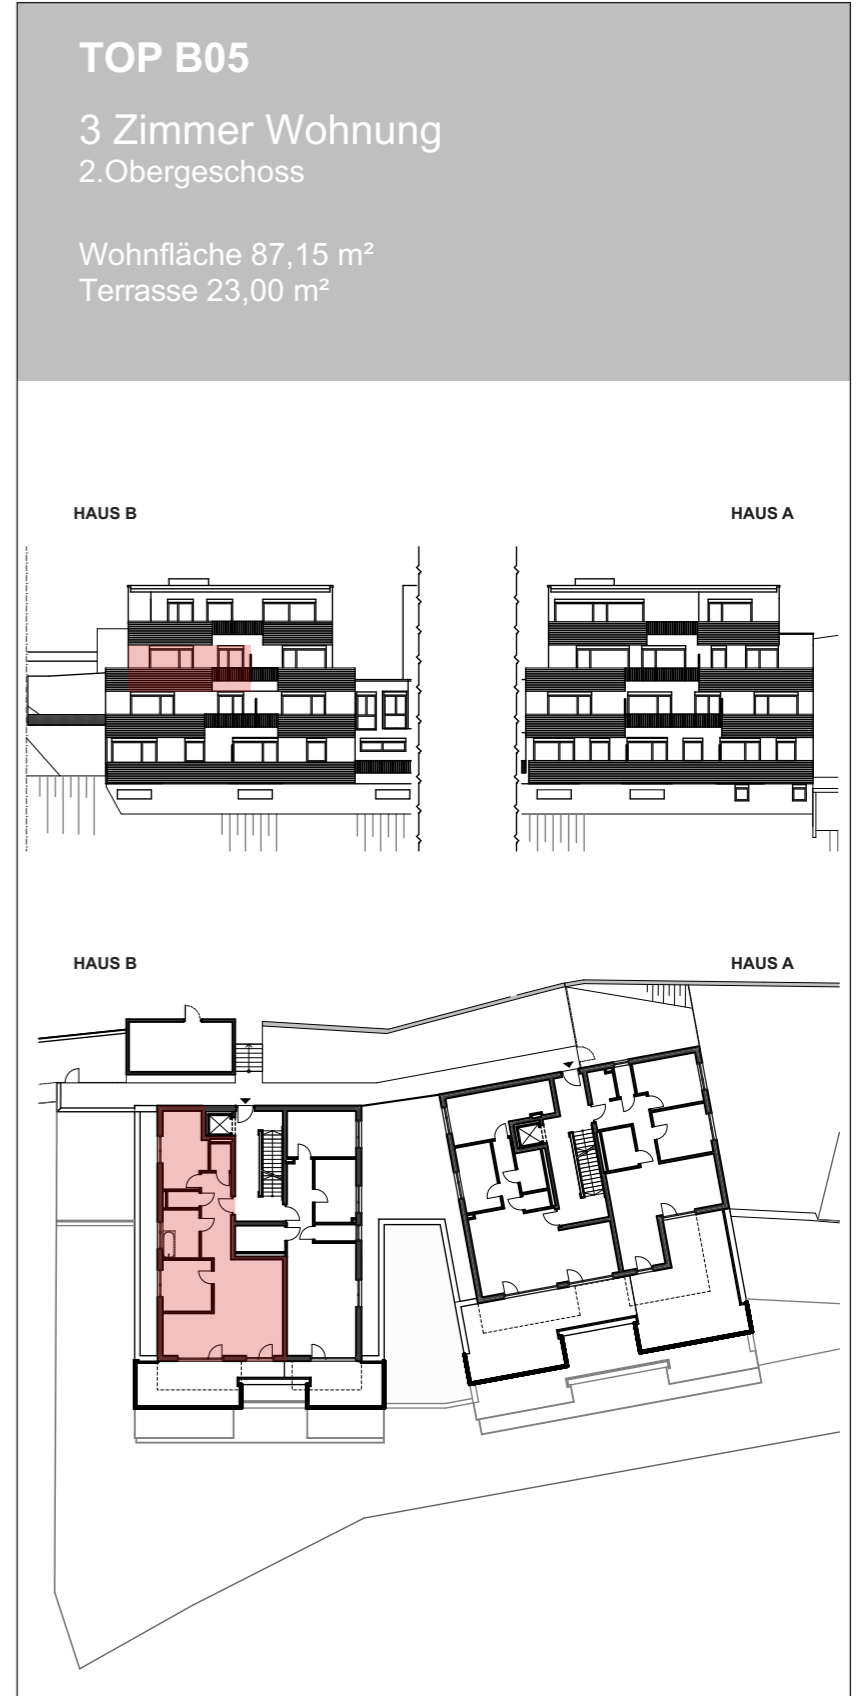 TOP B05
3 Zimmer Wohnung
2.Obergeschoss
Wohnfläche 87,15 m²
Terrasse 23,00 m²
HAUS B
HAUS A
HAUS B
HAUS A